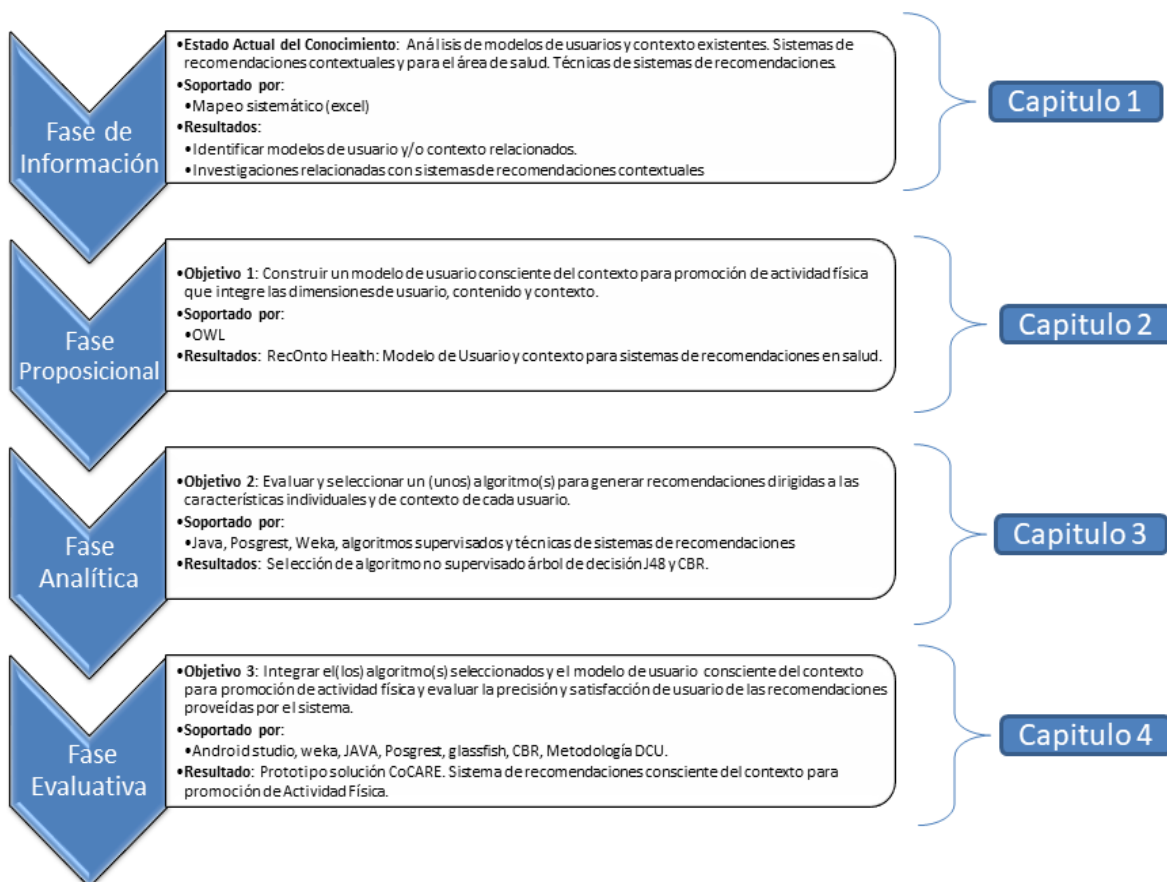 Fase de
Información
•Estado Actual del Conocimiento: Análisis de modelos de usuarios y contexto existentes. Sistemas de
recomendaciones contextuales y para el área de salud. Técnicas de sistemas de recomendaciones.
•Soportado por:
•Mapeo sistemático (excel)
•Resultados:
•Identificar modelos de usuario y/o contexto relacionados.
•Investigaciones relacionadas con sistemas de recomendaciones contextuales
Capitulo 1
Fase
Proposicional
•Objetivo 1: Construir un modelo de usuario consciente del contexto para promoción de actividad física
que integre las dimensiones de usuario, contenido y contexto.
•Soportado por:
•OWL
•Resultados: RecOnto Health: Modelo de Usuario y contexto para sistemas de recomendaciones en salud.
Capitulo 2
Fase
Analítica
•Objetivo 2: Evaluar y seleccionar un (unos) algoritmo(s) para generar recomendaciones dirigidas a las
características individuales y de contexto de cada usuario.
•Soportado por:
•Java, Posgrest, Weka, algoritmos supervisados y técnicas de sistemas de recomendaciones
•Resultados: Selección de algoritmo no supervisado árbol de decisión J48 y CBR.
Capitulo 3
Fase
Evaluativa
•Objetivo 3: Integrar el(los) algoritmo(s) seleccionados y el modelo de usuario consciente del contexto
para promoción de actividad física y evaluar la precisión y satisfacción de usuario de las recomendaciones
proveídas por el sistema.
•Soportado por:
•Android studio, weka, JAVA, Posgrest, glassfish, CBR, Metodología DCU.
•Resultado: Prototipo solución CoCARE. Sistema de recomendaciones consciente del contexto para
promoción de Actividad Física.
Capitulo 4